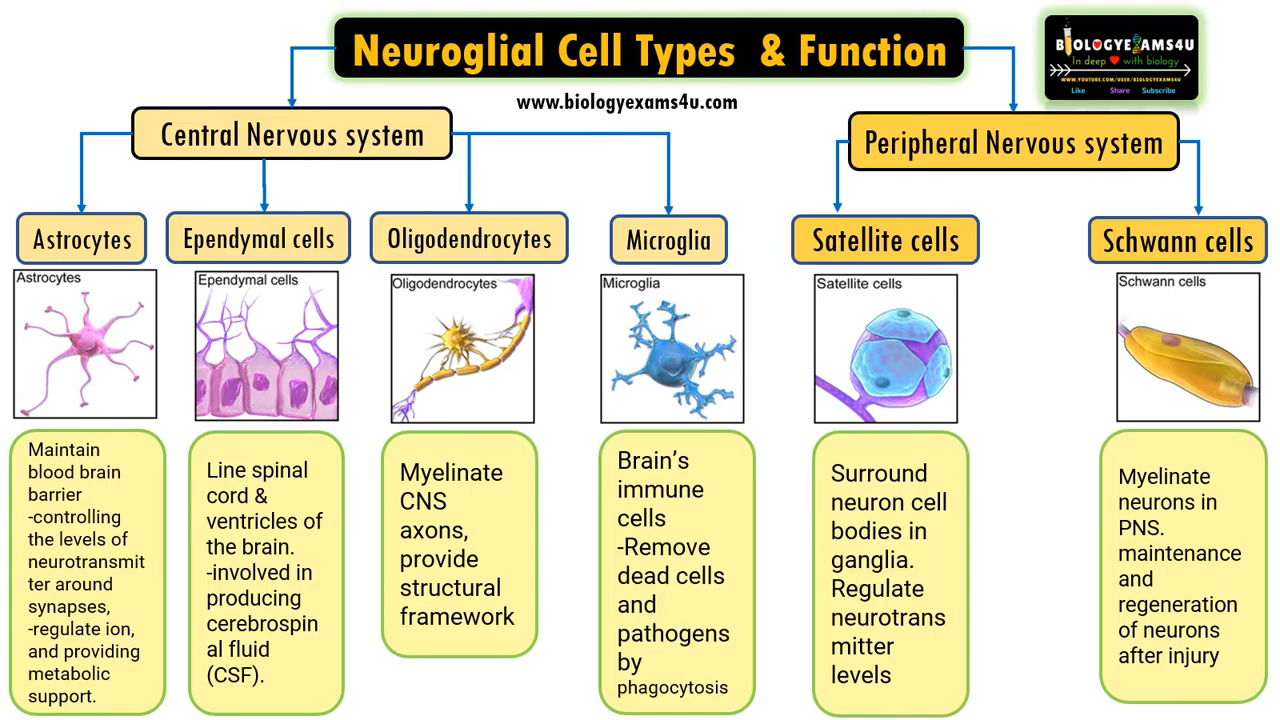 Neuroglial Cell Types & Function
BIOLOGYEXAMS4U
In deep ❤ with biology
WWW.YOUTUBE.COM/USER/BIOLOGYEXAMS4U
Like Share Subscribe
www.biologyexams4u.com
Central Nervous system
Peripheral Nervous system
Astrocytes
Ependymal cells
Oligodendrocytes
Microglia
Satellite cells
Schwann cells
Astrocytes
Ependymal cells
Oligodendrocytes
Microglia
Satellite cells
Schwann cells
Maintain
blood brain
barrier
-controlling
the levels of
neurotransmit
ter around
synapses,
-regulate ion,
and providing
metabolic
support.
Line spinal
cord &
ventricles of
the brain.
-involved in
producing
cerebrospin
al fluid
(CSF).
Myelinate
CNS
axons,
provide
structural
framework
Brain’s
immune
cells
-Remove
dead cells
and
pathogens
by
phagocytosis
Surround
neuron cell
bodies in
ganglia.
Regulate
neurotrans
mitter
levels
Myelinate
neurons in
PNS.
maintenance
and
regeneration
of neurons
after injury